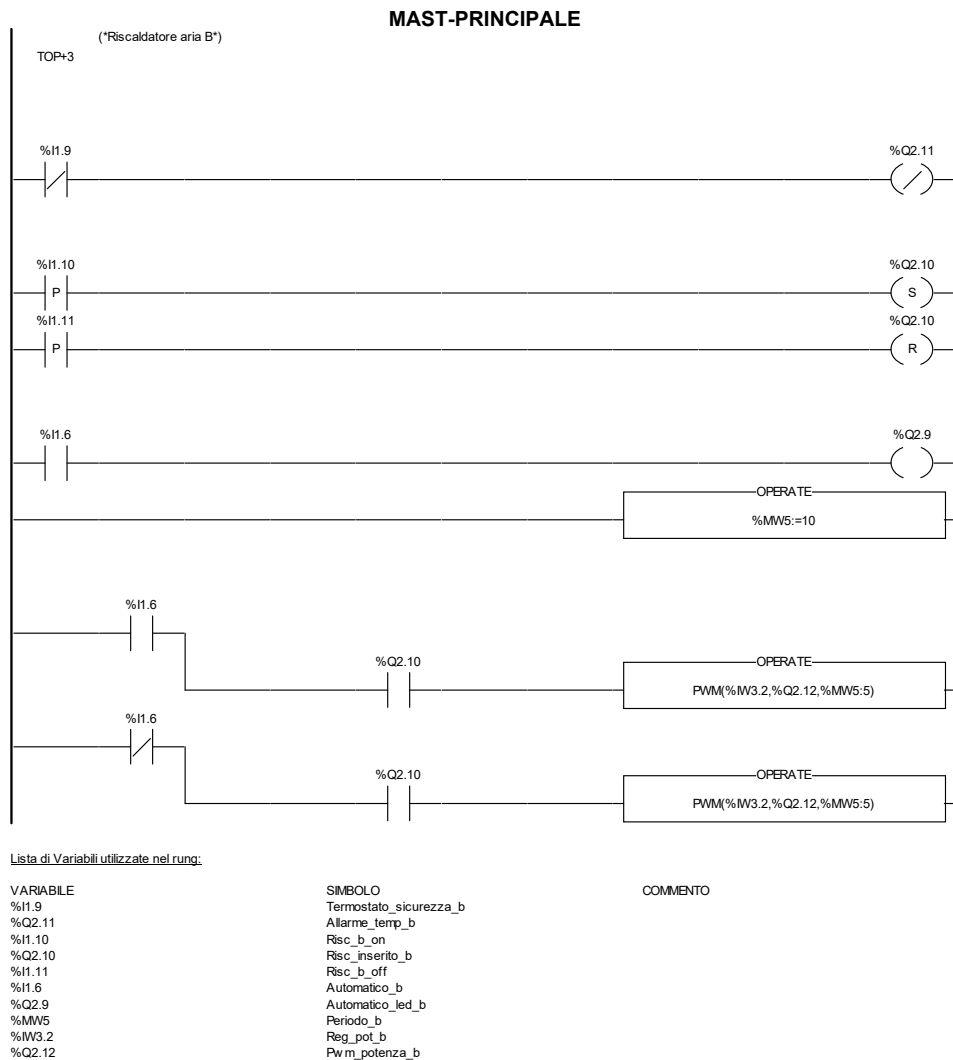 MAST-PRINCIPALE
(*Riscaldatore aria B*)
TOP+3
%I1.9 %Q2.11
%I1.10 %Q2.10
P S
%I1.11 %Q2.10
P R
%I1.6 %Q2.9
OPERATE
%MW5:=10
%I1.6
%Q2.10 OPERATE
PWM(%IW3.2,%Q2.12,%MW5:5)
%I1.6
%Q2.10 OPERATE
PWM(%IW3.2,%Q2.12,%MW5:5)
Lista di Variabili utilizzate nel rung:
VARIABILE SIMBOLO COMMENTO
%I1.9 Termostato_sicurezza_b
%Q2.11 Allarme_temp_b
%I1.10 Risc_b_on
%Q2.10 Risc_inserito_b
%I1.11 Risc_b_off
%I1.6 Automatico_b
%Q2.9 Automatico_led_b
%MW5 Periodo_b
%IW3.2 Reg_pot_b
%Q2.12 Pwm_potenza_b